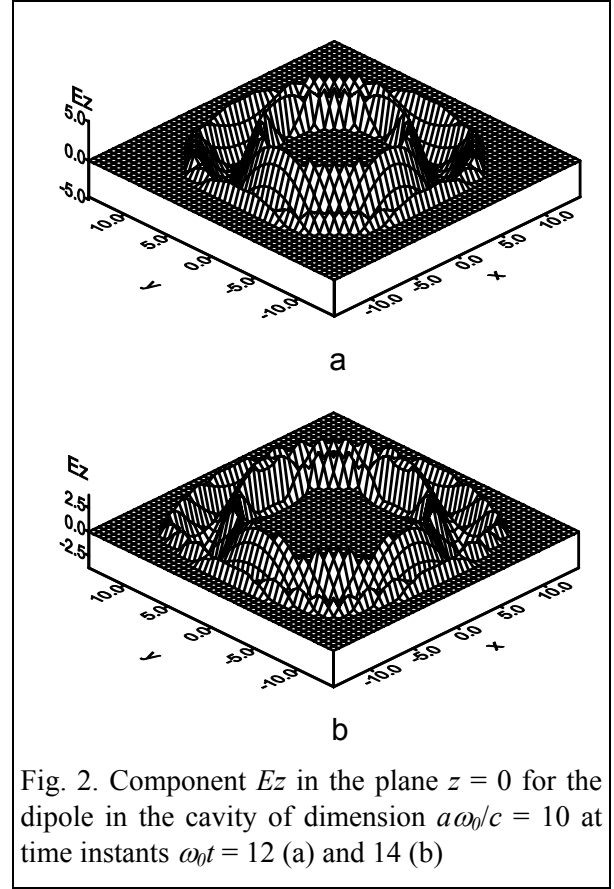 Ez
5.0
0.0
-5.0
10.0
5.0
0.0
-5.0
-10.0
y
10.0
5.0
0.0
-5.0
-10.0
x
a
Ez
2.5
0.0
-2.5
10.0
5.0
0.0
-5.0
-10.0
y
10.0
5.0
0.0
-5.0
-10.0
x
b
Fig. 2. Component Ez in the plane z = 0 for the
dipole in the cavity of dimension aω₀/c = 10 at
time instants ω₀t = 12 (a) and 14 (b)